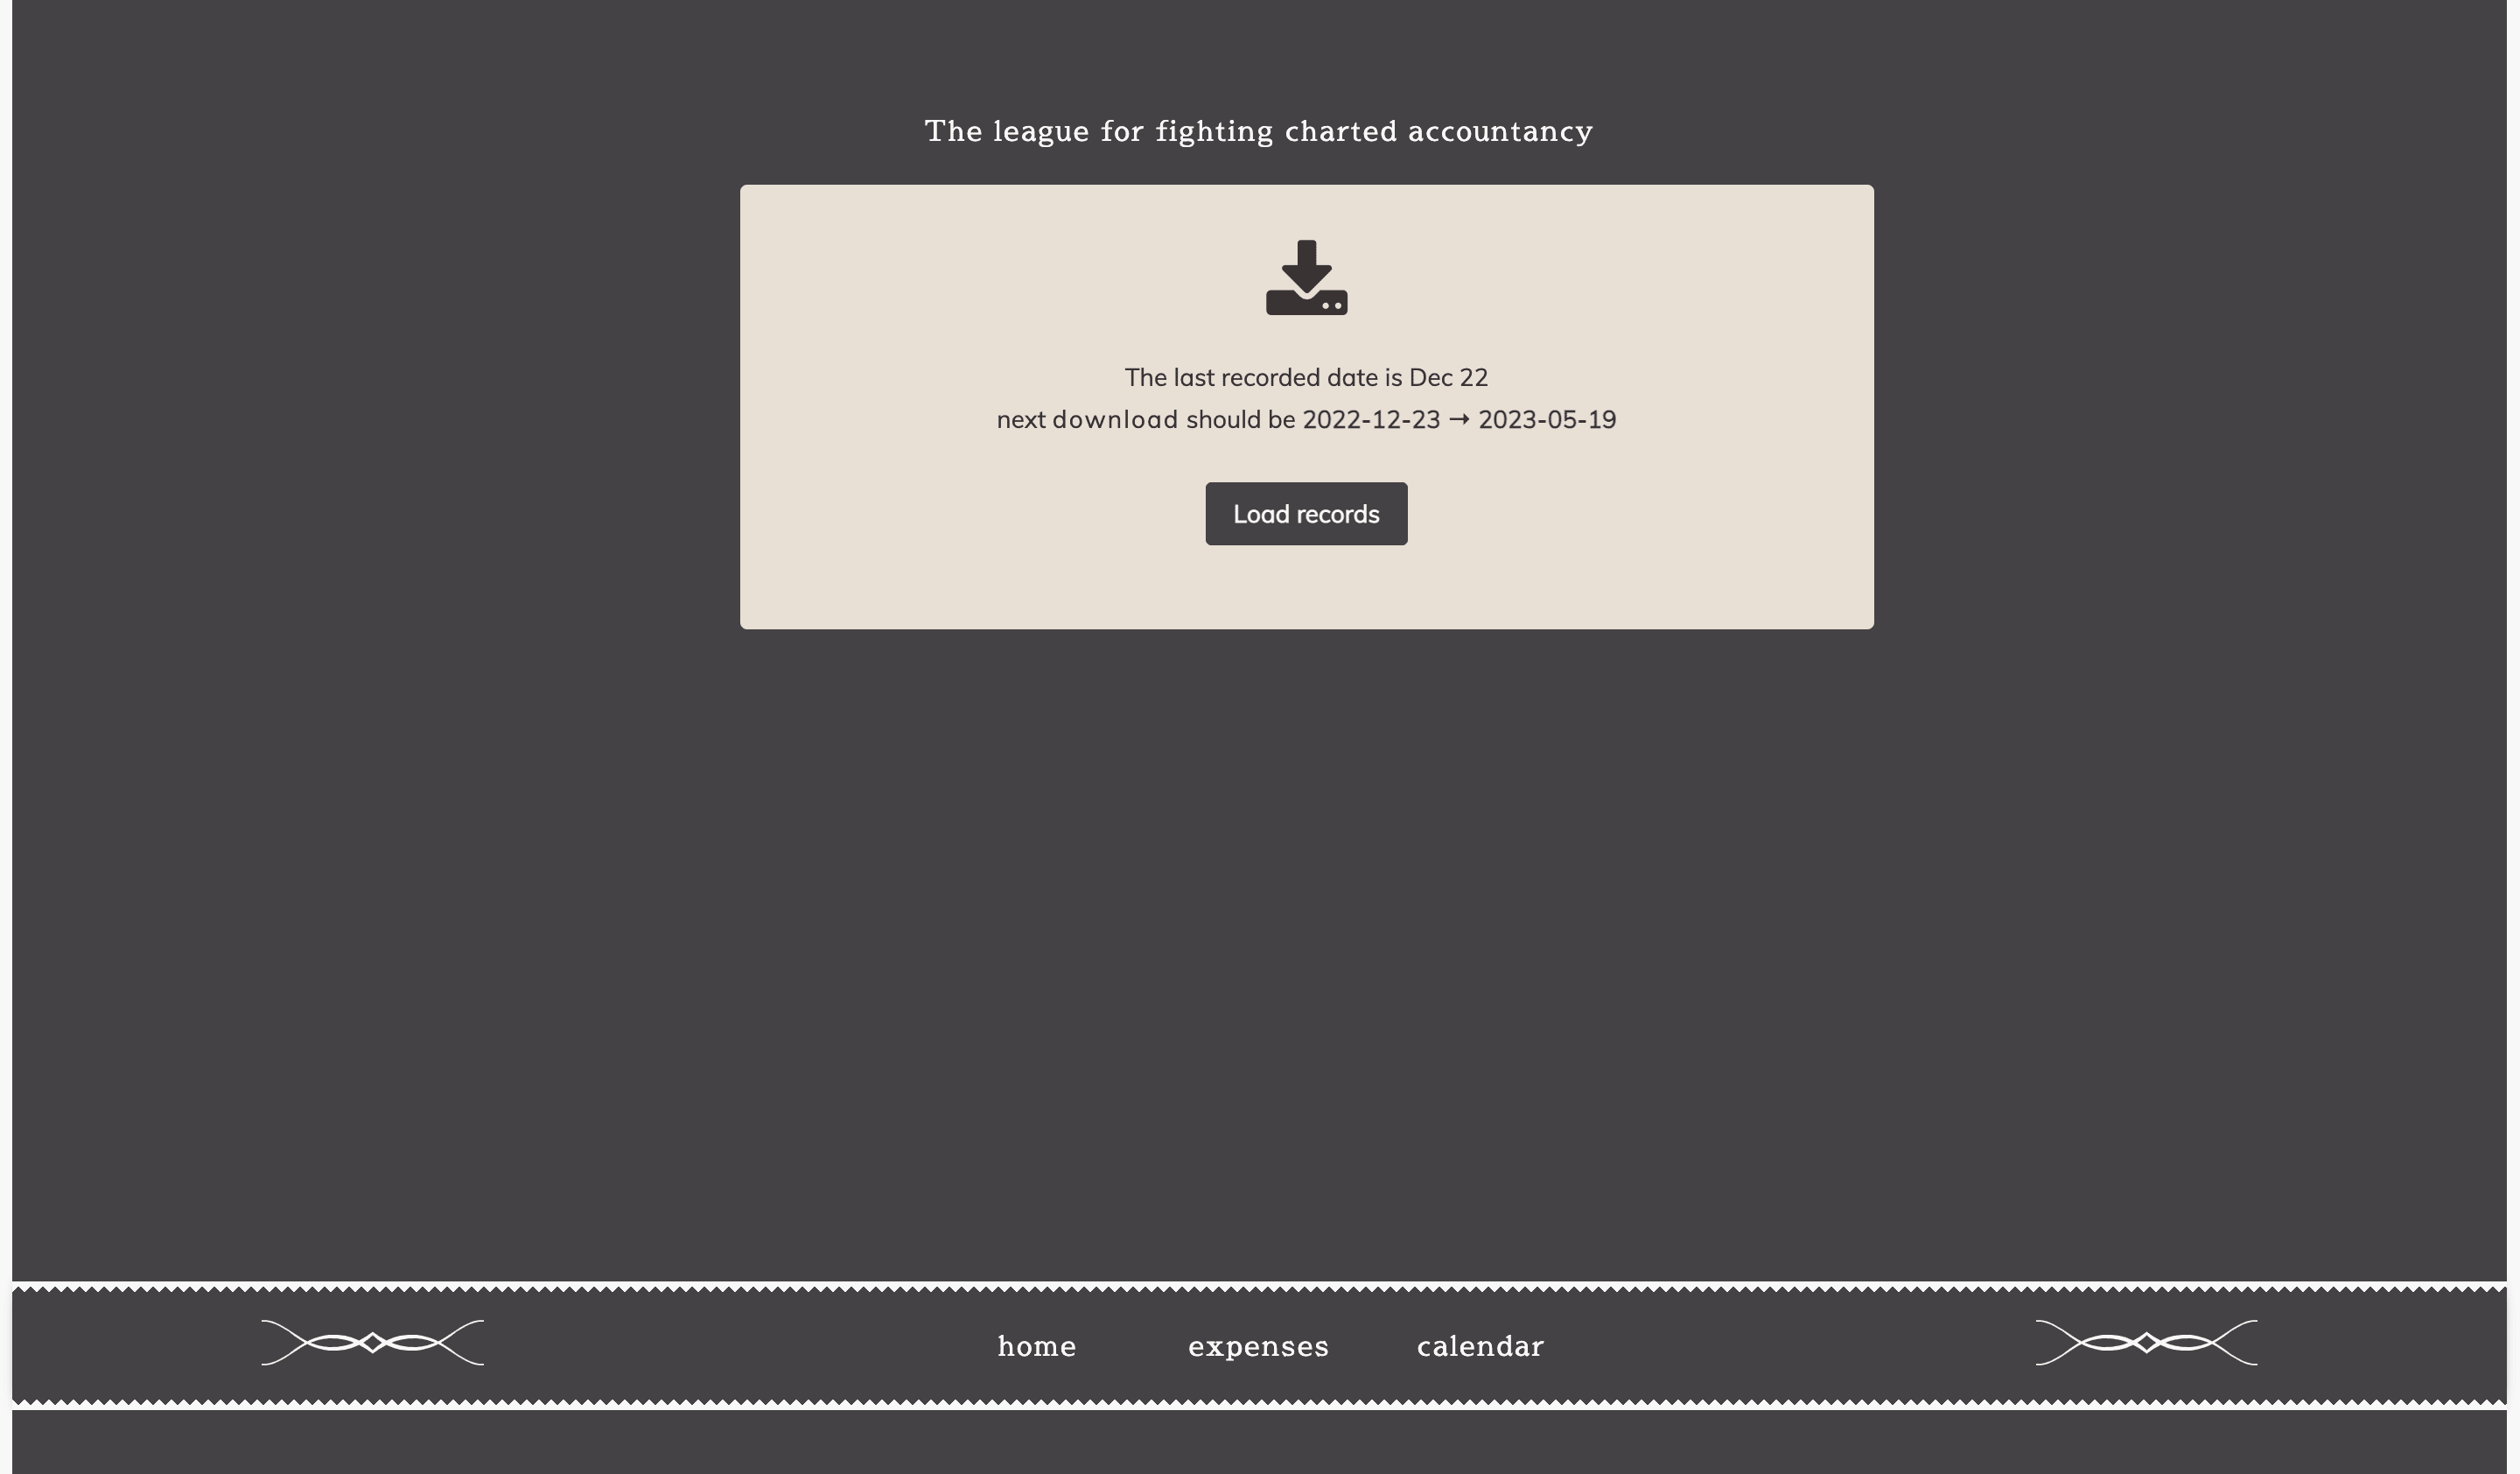 The league for fighting charted accountancy
The last recorded date is Dec 22
next download should be 2022-12-23 → 2023-05-19
Load records
home expenses calendar